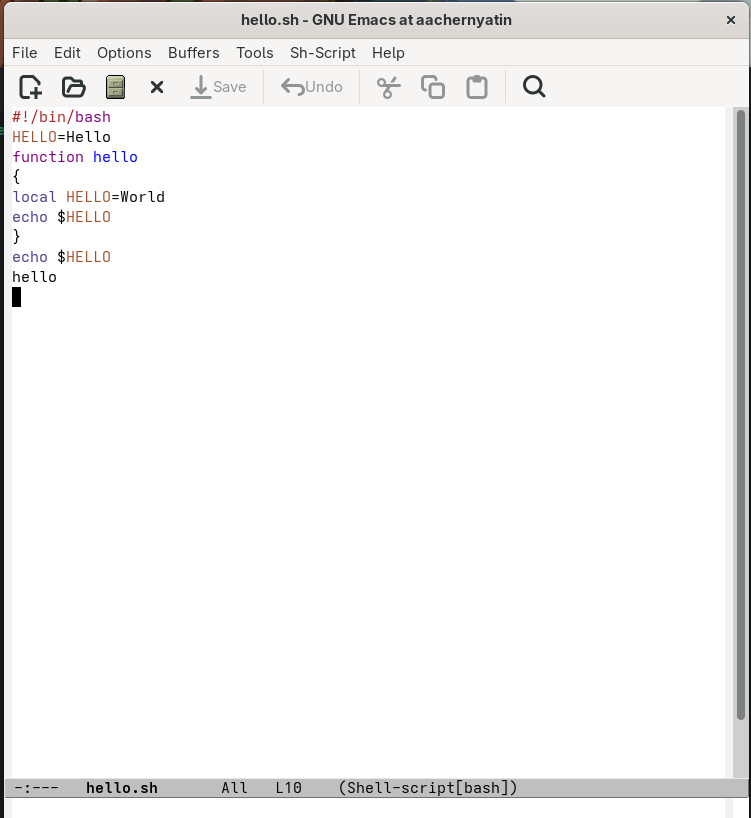 hello.sh - GNU Emacs at aachernyatin
File Edit Options Buffers Tools Sh-Script Help
Save Undo
#!/bin/bash
HELLO=Hello
function hello
{
local HELLO=World
echo $HELLO
}
echo $HELLO
hello
-:--- hello.sh All L10 (Shell-script[bash])